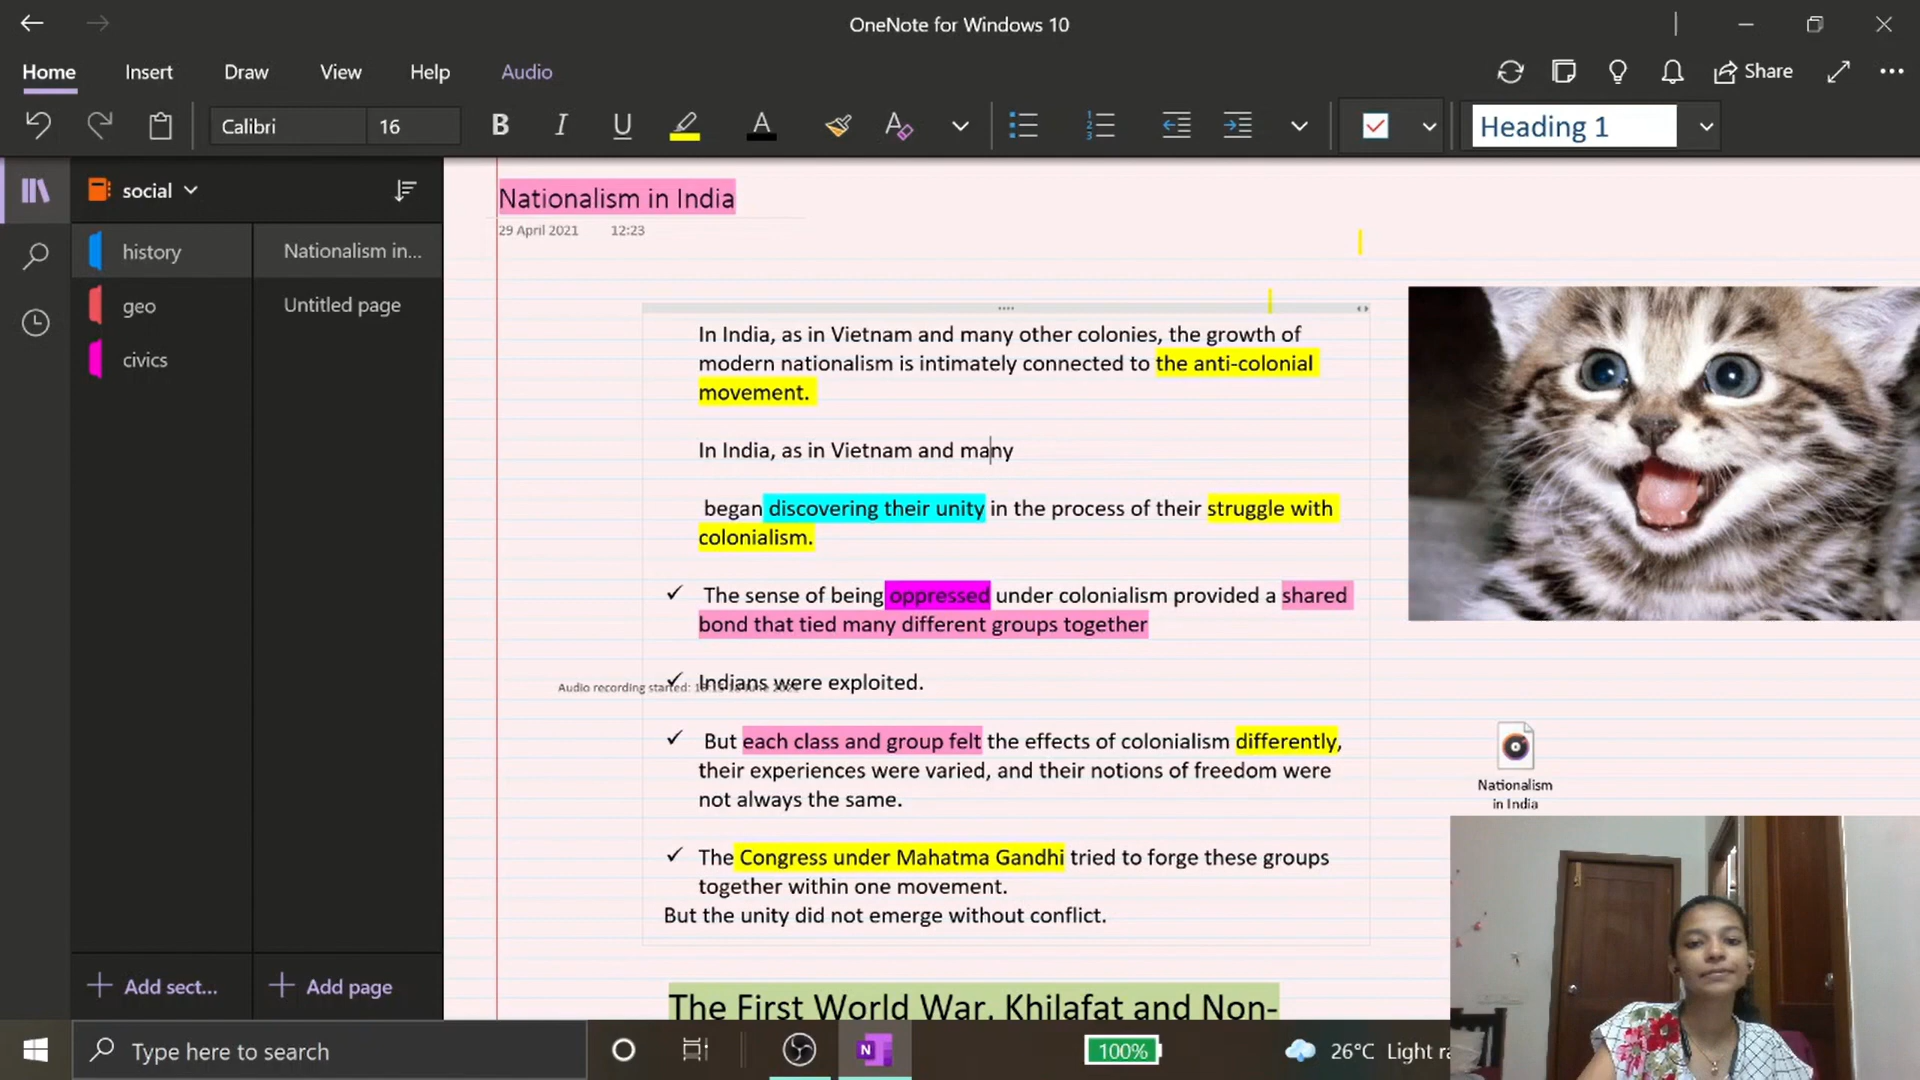 OneNote for Windows 10
Home Insert Draw View Help Audio
Share
Calibri 16 B I U A Heading 1
social
history
geo
civics
Nationalism in...
Untitled page
Add sect...
Add page
Nationalism in India
29 April 2021 12:23
In India, as in Vietnam and many other colonies, the growth of
modern nationalism is intimately connected to the anti-colonial
movement.
In India, as in Vietnam and many
began discovering their unity in the process of their struggle with
colonialism.
The sense of being oppressed under colonialism provided a shared
bond that tied many different groups together
Indians were exploited.
Audio recording started:
But each class and group felt the effects of colonialism differently,
their experiences were varied, and their notions of freedom were
not always the same.
The Congress under Mahatma Gandhi tried to forge these groups
together within one movement.
But the unity did not emerge without conflict.
The First World War, Khilafat and Non-
Nationalism
in India
Type here to search
100%
26°C Light